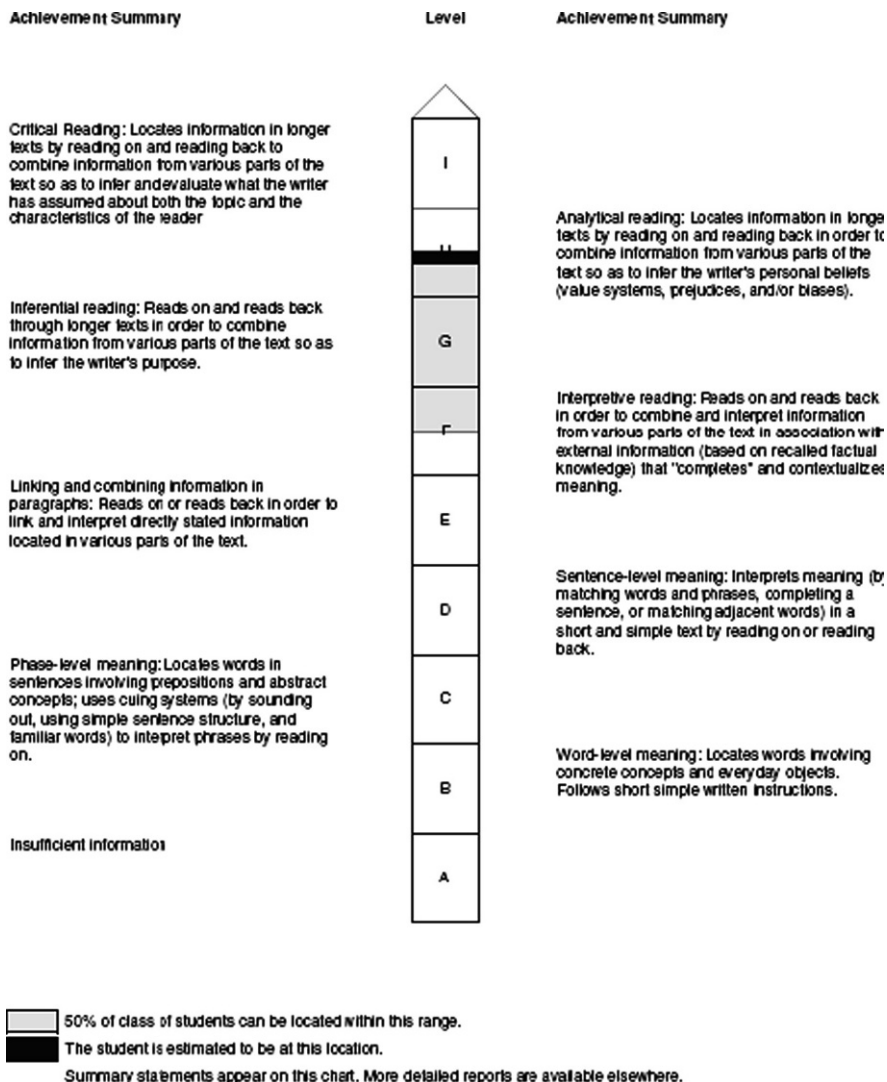 Achievement Summary
Level
Achievement Summary
Critical Reading: Locates information in longer
texts by reading on and reading back to
combine information from various parts of the
text so as to infer andevaluate what the writer
has assumed about both the topic and the
characteristics of the reader
I
Analytical reading: Locates information in longe
texts by reading on and reading back in order to
combine information from various parts of the
text so as to infer the writer's personal beliefs
(value systems, prejudices, and/or biases).
H
Inferential reading: Reads on and reads back
through longer texts in order to combine
information from various parts of the text so as
to infer the writer's purpose.
G
Interpretive reading: Reads on and reads back
in order to combine and interpret information
from various parts of the text in association with
external information (based on recalled factual
knowledge) that "completes" and contextualizes
meaning.
F
Linking and combining information in
paragraphs: Reads on or reads back in order to
link and interpret directly stated information
located in various parts of the text.
E
Sentence-level meaning: Interprets meaning (by
matching words and phrases, completing a
sentence, or matching adjacent words) in a
short and simple text by reading on or reading
back.
D
Phase-level meaning: Locates words in
sentences involving prepositions and abstract
concepts; uses cuing systems (by sounding
out, using simple sentence structure, and
familiar words) to interpret phrases by reading
on.
C
Word-level meaning: Locates words involving
concrete concepts and everyday objects.
Follows short simple written instructions.
B
Insufficient information
A
50% of class of students can be located within this range.
The student is estimated to be at this location.
Summary statements appear on this chart. More detailed reports are available elsewhere.